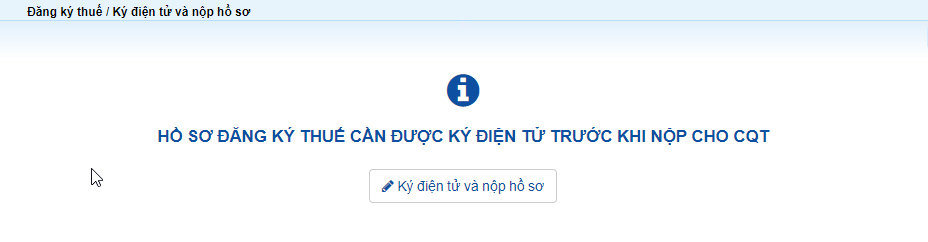 Đăng ký thuế / Ký điện tử và nộp hồ sơ
HỒ SƠ ĐĂNG KÝ THUẾ CẦN ĐƯỢC KÝ ĐIỆN TỬ TRƯỚC KHI NỘP CHO CQT
Ký điện tử và nộp hồ sơ